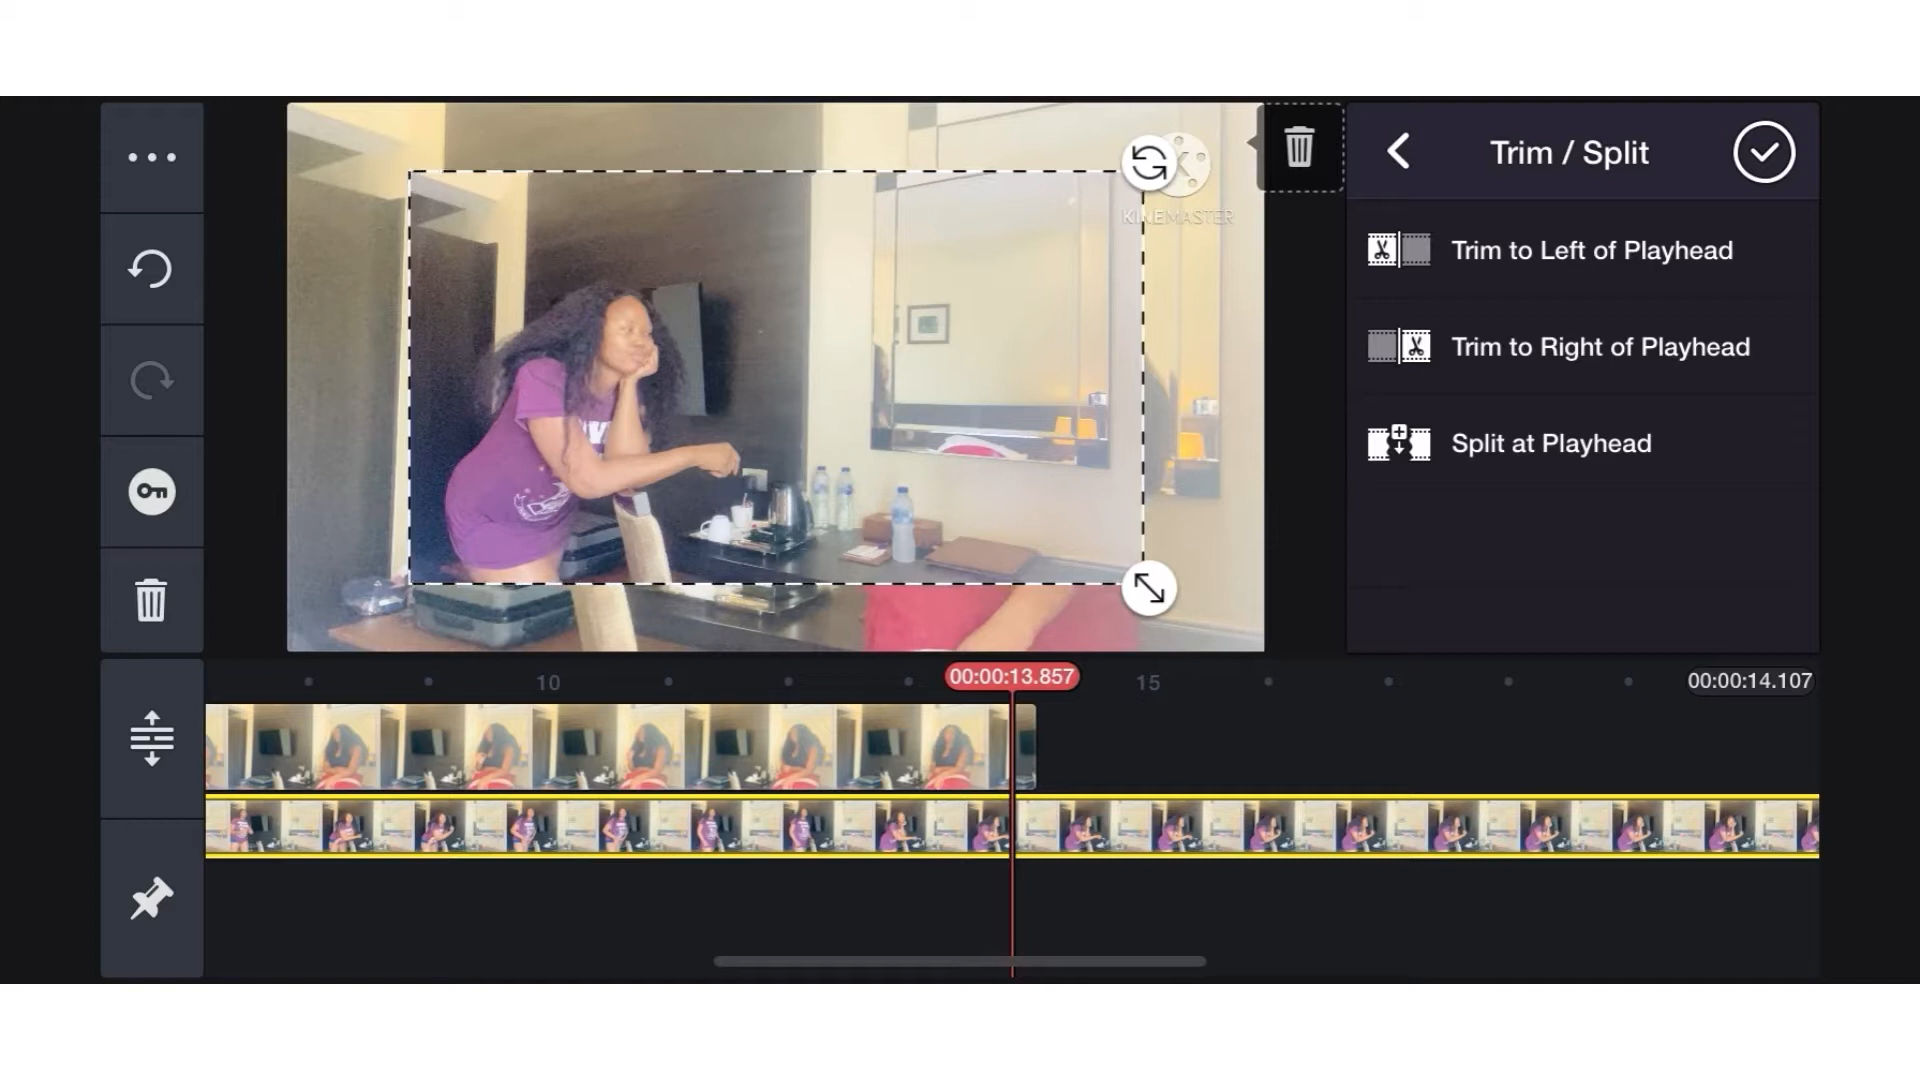 Trim / Split
KINEMASTER
Trim to Left of Playhead
Trim to Right of Playhead
Split at Playhead
10
00:00:13.857
15
00:00:14.107